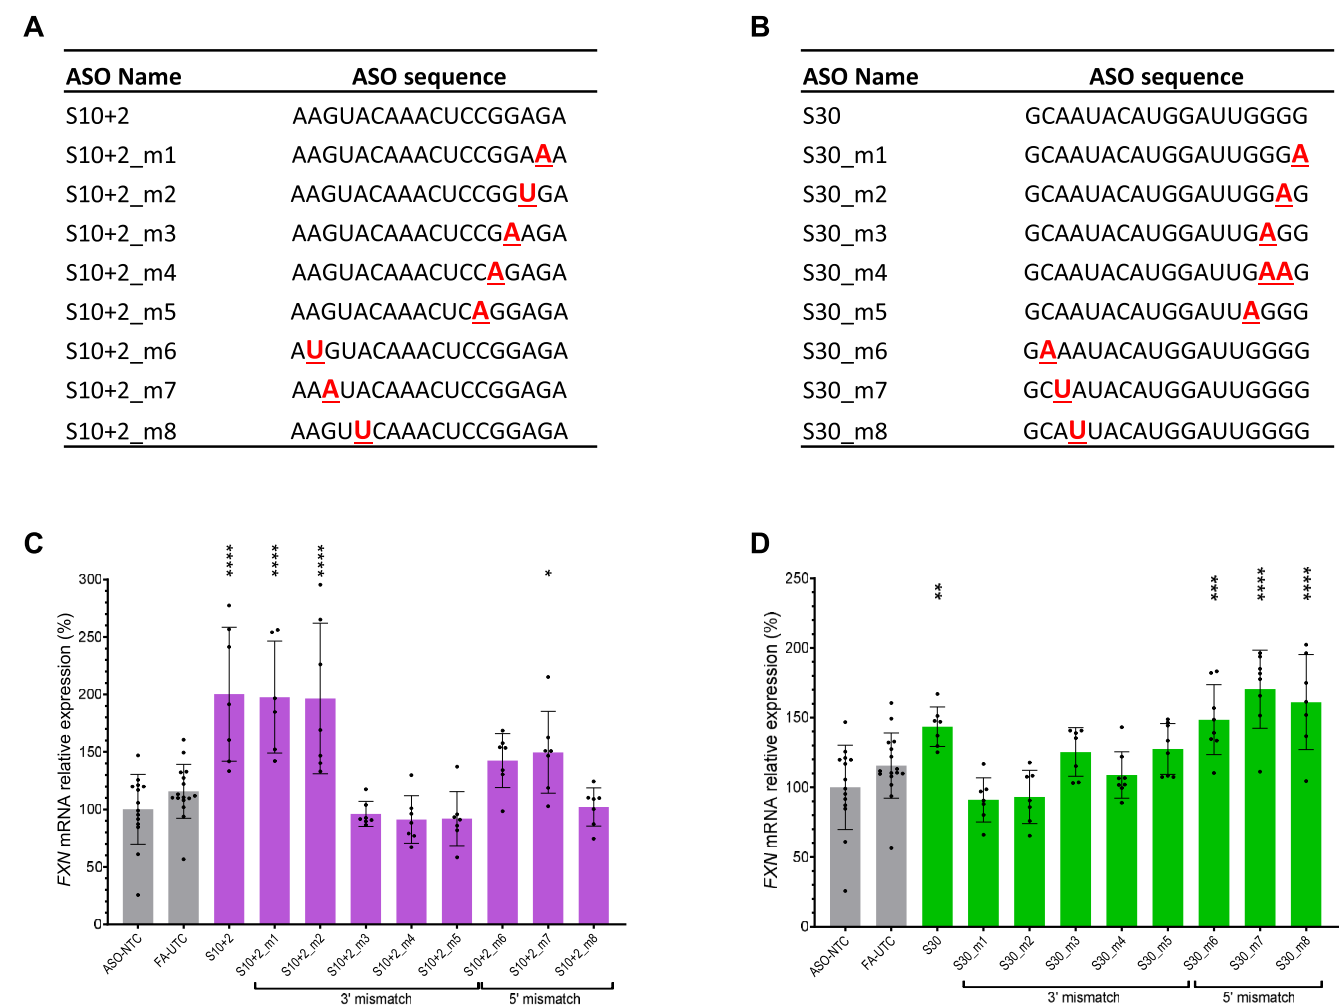 A
ASO Name ASO sequence
S10+2 AAGUACAAACUCCGGAGA
S10+2_m1 AAGUACAAACUCCGGAAA
S10+2_m2 AAGUACAAACUCCGGUGA
S10+2_m3 AAGUACAAACUCCGAAGA
S10+2_m4 AAGUACAAACUCCAGAGA
S10+2_m5 AAGUACAAACUCAGGAGA
S10+2_m6 AUGUACAAACUCCGGAGA
S10+2_m7 AAAUACAAACUCCGGAGA
S10+2_m8 AAGUUCAAACUCCGGAGA
B
ASO Name ASO sequence
S30 GCAAUACAUGGAUUGGGG
S30_m1 GCAAUACAUGGAUUGGGA
S30_m2 GCAAUACAUGGAUUGGAG
S30_m3 GCAAUACAUGGAUUGAGG
S30_m4 GCAAUACAUGGAUUGAAG
S30_m5 GCAAUACAUGGAUUAGGG
S30_m6 GAAAUACAUGGAUUGGGG
S30_m7 GCUAUACAUGGAUUGGGG
S30_m8 GCAUUACAUGGAUUGGGG
C
FXN mRNA relative expression (%)
300
250
200
150
100
50
0
**** **** **** *
ASO-NTC FA-UTC S10+2 S10+2_m1 S10+2_m2 S10+2_m3 S10+2_m4 S10+2_m5 S10+2_m6 S10+2_m7 S10+2_m8
3' mismatch 5' mismatch
D
FXN mRNA relative expression (%)
250
200
150
100
50
0
** *** **** ****
ASO-NTC FA-UTC S30 S30_m1 S30_m2 S30_m3 S30_m4 S30_m5 S30_m6 S30_m7 S30_m8
3' mismatch 5' mismatch